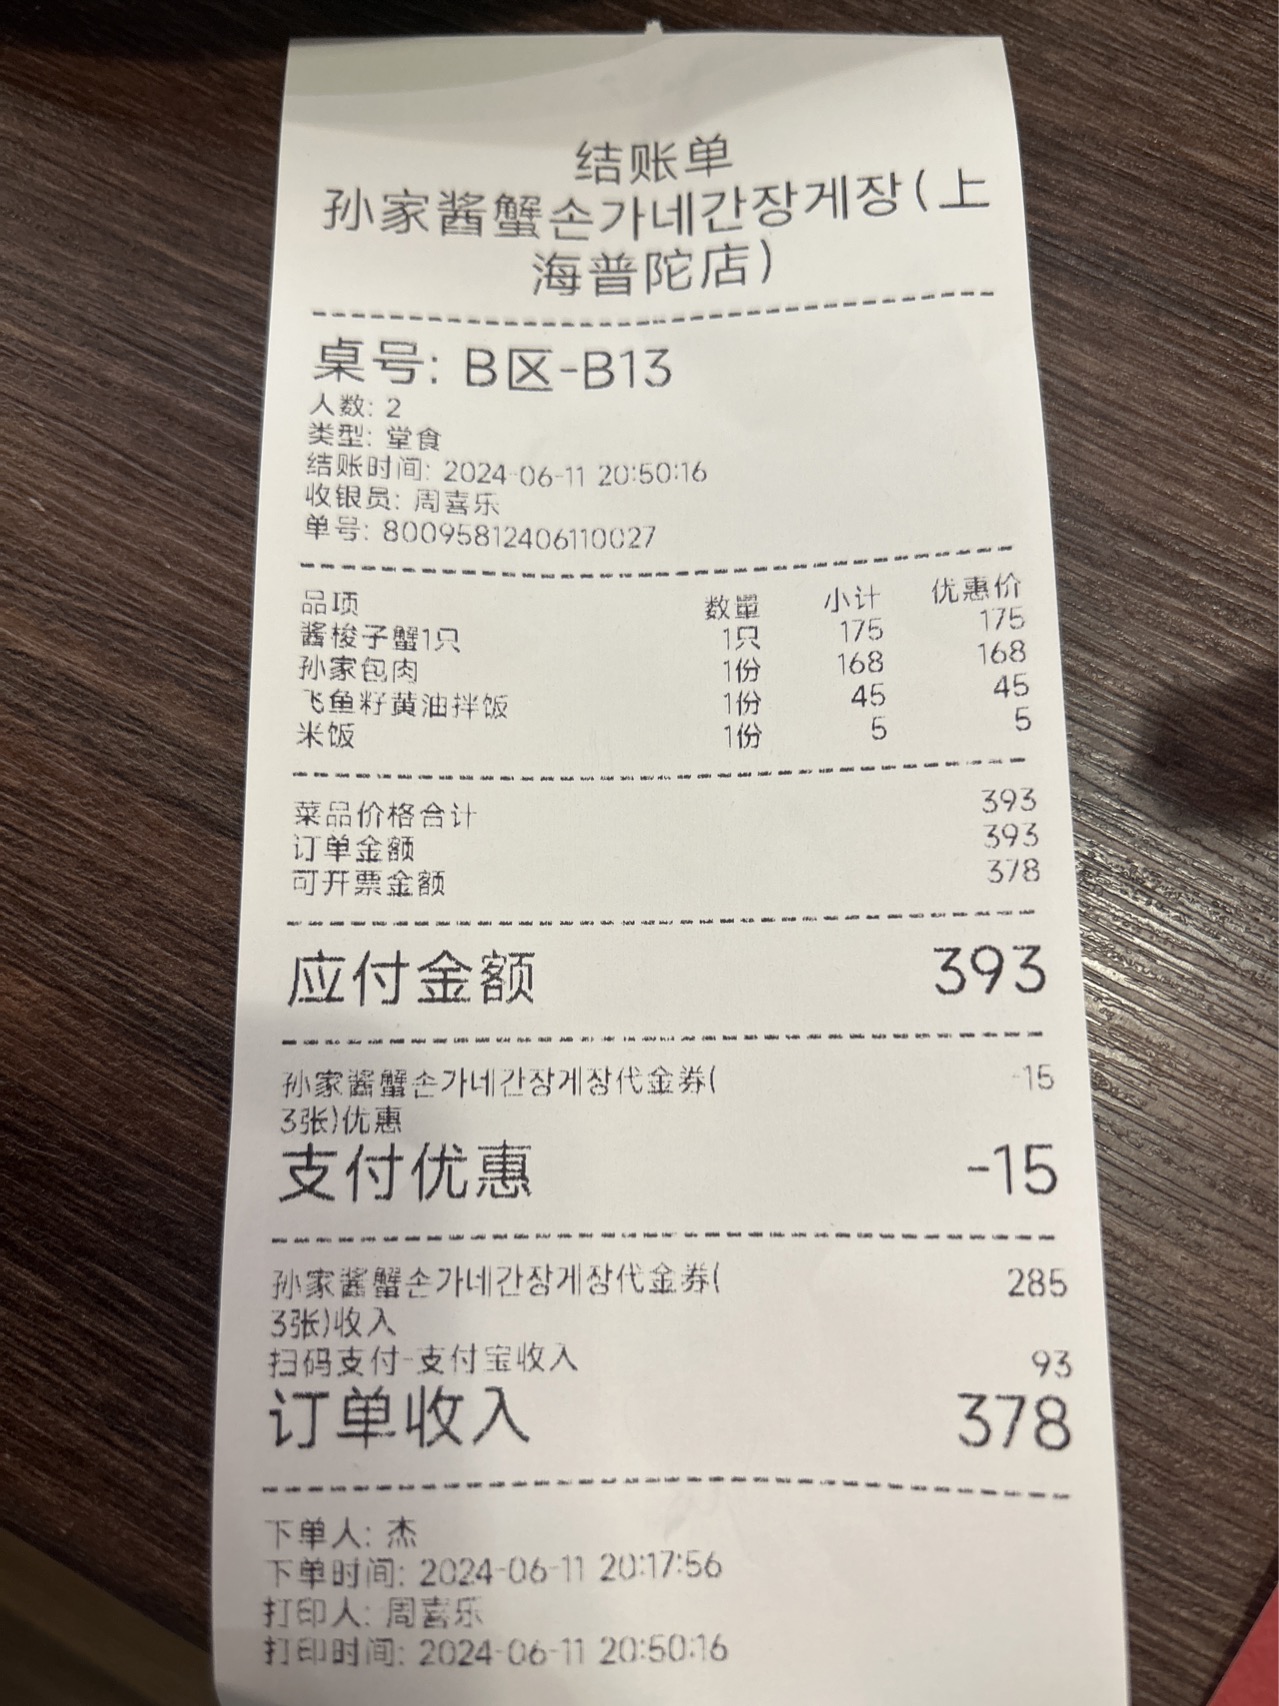 结账单
孙家酱蟹손가네간장게장(上
海普陀店)
桌号: B区-B13
人数: 2
类型: 堂食
结账时间: 2024-06-11 20:50:16
收银员: 周喜乐
单号: 80095812406110027
品项 数量 小计 优惠价
酱梭子蟹1只 1只 175 175
孙家包肉 1份 168 168
飞鱼籽黄油拌饭 1份 45 45
米饭 1份 5 5
菜品价格合计 393
订单金额 393
可开票金额 378
应付金额 393
孙家酱蟹손가네간장게장代金券( -15
3张)优惠
支付优惠 -15
孙家酱蟹손가네간장게장代金券( 285
3张)收入
扫码支付-支付宝收入 93
订单收入 378
下单人: 杰
下单时间: 2024-06-11 20:17:56
打印人: 周喜乐
打印时间: 2024-06-11 20:50:16